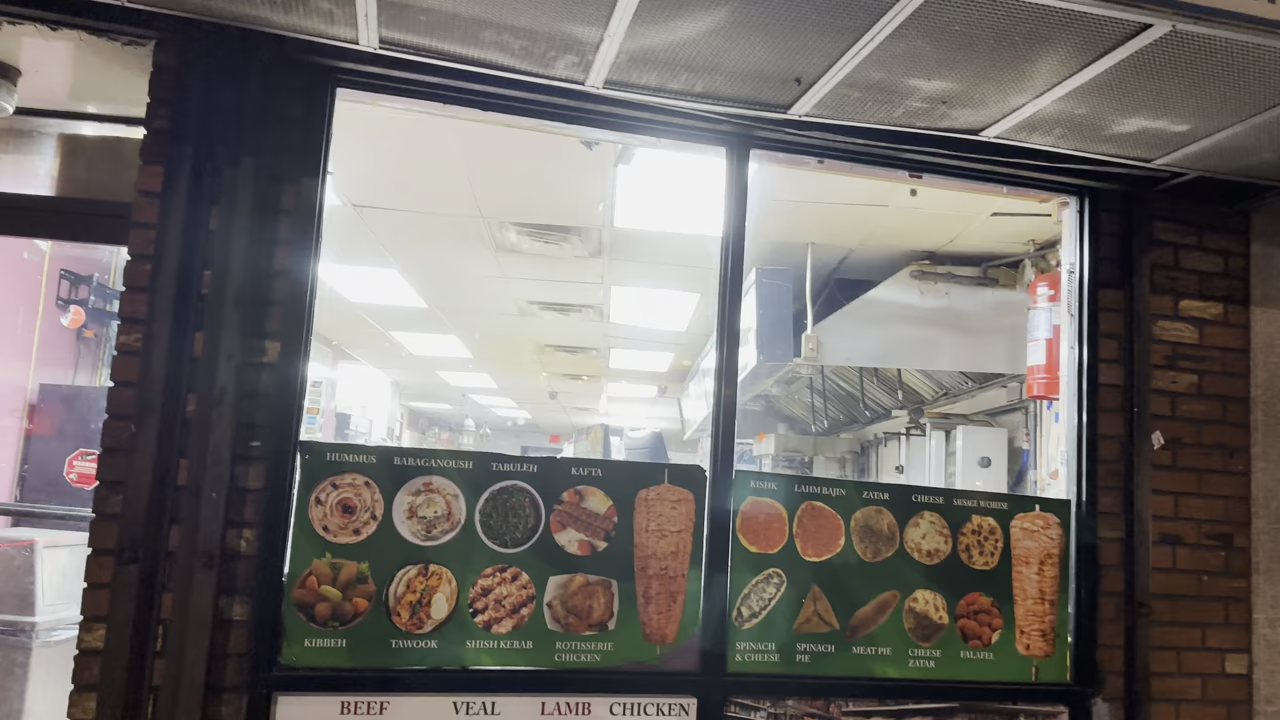 HUMMUS
BABAGANOUSH
TABULEH
KAFTA
KIBBEH
TAWOOK
SHISH KEBAB
ROTISSERIE
CHICKEN
KISHK
LAHM BAJIN
ZATAR
CHEESE
SAUSAGE W/CHEESE
SPINACH
& CHEESE
SPINACH
PIE
MEAT PIE
CHEESE
ZATAR
FALAFEL
BEEF VEAL LAMB CHICKEN